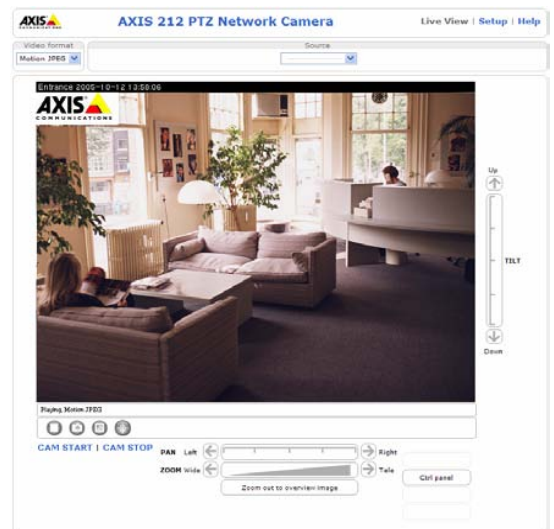 AXIS
COMMUNICATIONS
AXIS 212 PTZ Network Camera
Live View | Setup | Help
Video format
Source
Motion JPEG
Entrance 2005-10-12 13:58:06
AXIS
COMMUNICATIONS
Up
TILT
Down
Playing, Motion JPEG
CAM START | CAM STOP
PAN Left
Right
ZOOM Wide
Tele
Ctrl panel
Zoom out to overview image